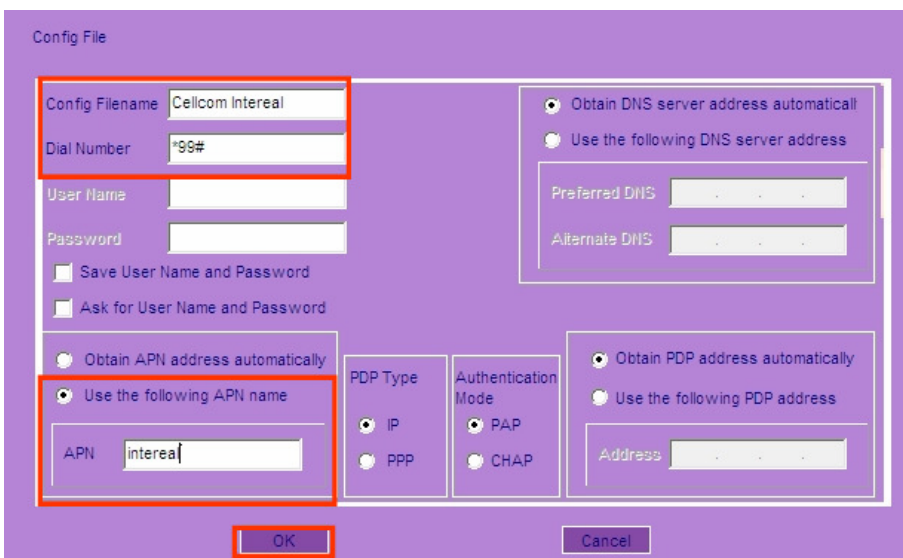 Config File
Config Filename Cellcom Intereal
Dial Number *99#
User Name
Password
Save User Name and Password
Ask for User Name and Password
Obtain DNS server address automaticall
Use the following DNS server address
Preferred DNS . . .
Alternate DNS . . .
Obtain APN address automatically
Use the following APN name
APN intereal
PDP Type
IP
PPP
Authentication
Mode
PAP
CHAP
Obtain PDP address automatically
Use the following PDP address
Address . . .
OK Cancel